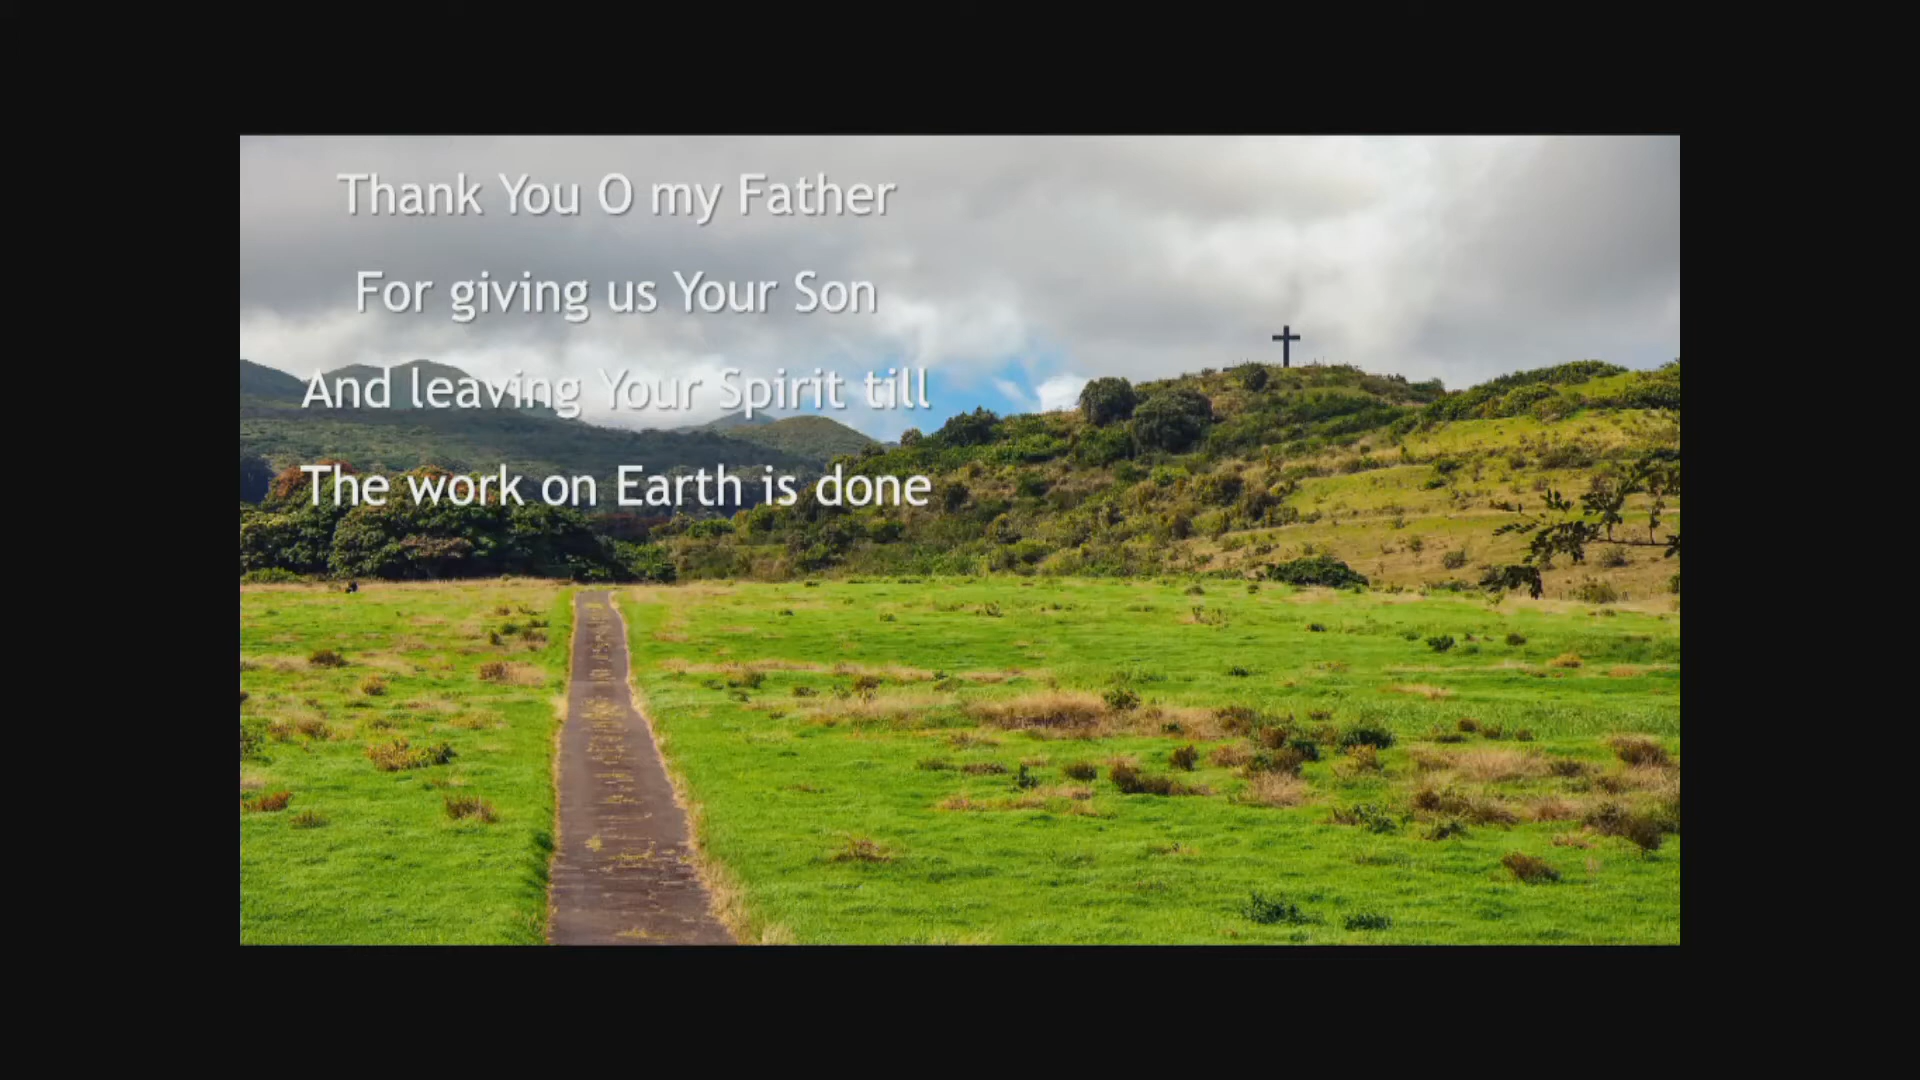 Thank You O my Father
For giving us Your Son
And leaving Your Spirit till
The work on Earth is done